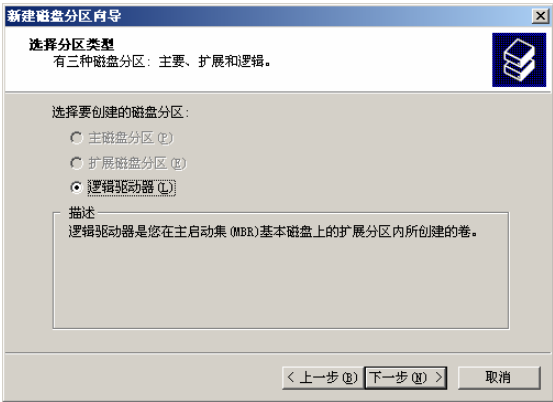 新建磁盘分区向导
选择分区类型
有三种磁盘分区: 主要、扩展和逻辑。
选择要创建的磁盘分区:
主磁盘分区(P)
扩展磁盘分区(E)
逻辑驱动器(L)
描述
逻辑驱动器是您在主启动集(MBR)基本磁盘上的扩展分区内所创建的卷。
< 上一步(B) 下一步(N) > 取消